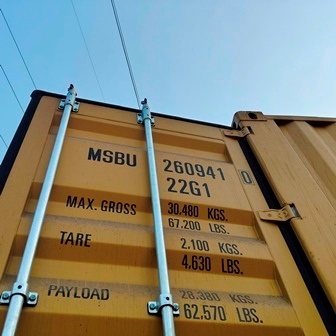 MSBU 260941 0
22G1
MAX. GROSS 30.480 KGS.
67.200 LBS.
TARE 2.100 KGS.
4.630 LBS.
PAYLOAD 28.380 KGS.
62.570 LBS.